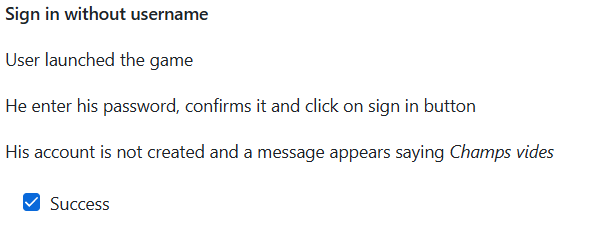 Sign in without username
User launched the game
He enter his password, confirms it and click on sign in button
His account is not created and a message appears saying Champs vides
Success